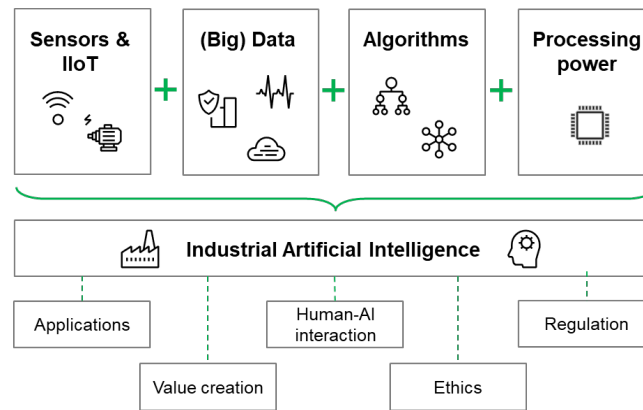 Sensors &
IIoT
(Big) Data
Algorithms
Processing
power
Industrial Artificial Intelligence
Applications
Value creation
Human-AI
interaction
Ethics
Regulation